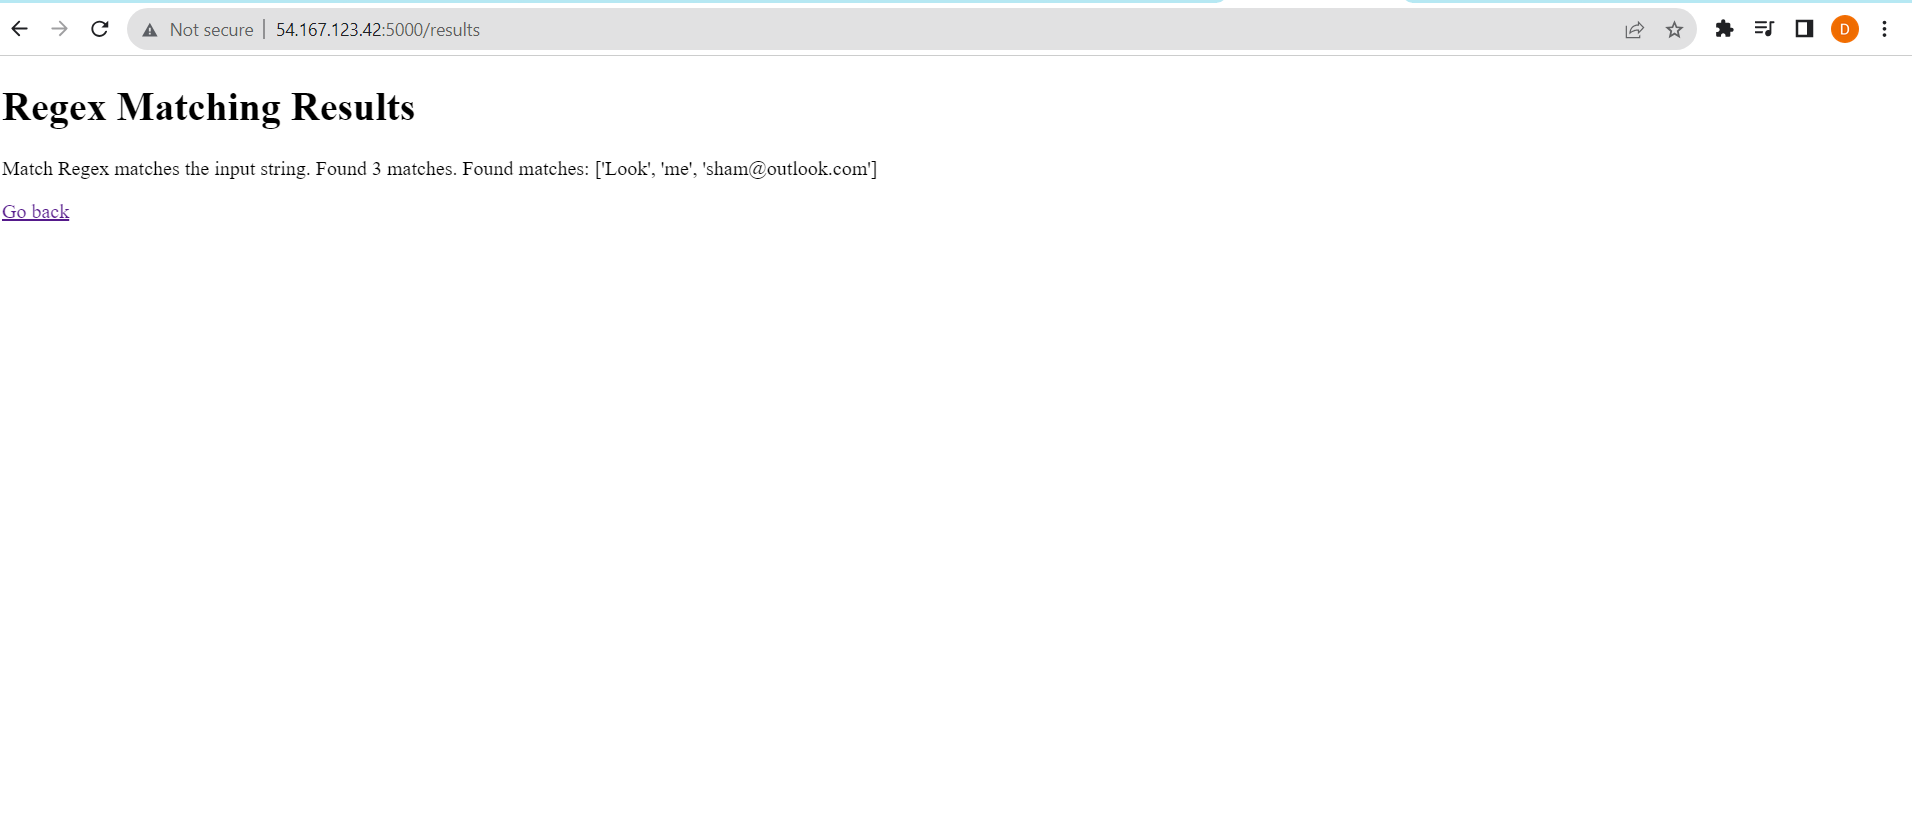 Not secure | 54.167.123.42:5000/results
D
Regex Matching Results
Match Regex matches the input string. Found 3 matches. Found matches: ['Look', 'me', 'sham@outlook.com']
Go back